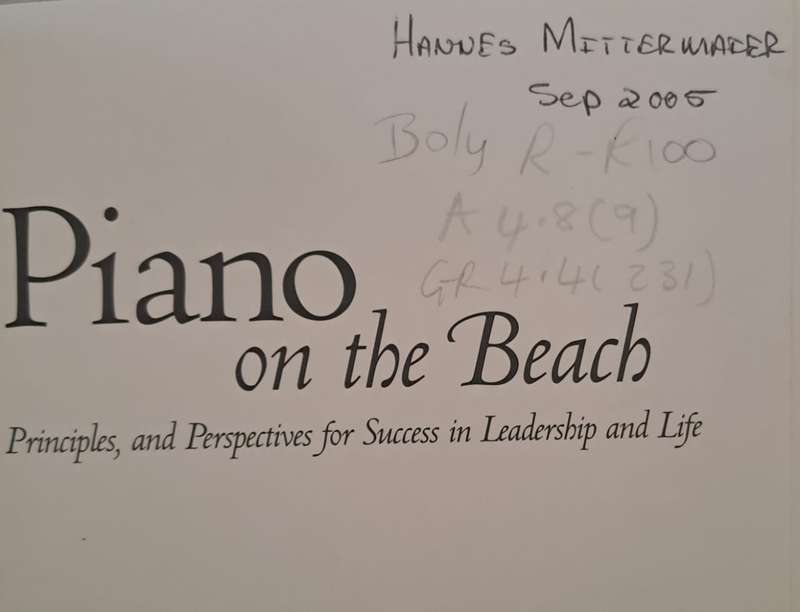 HANNES MITTERMAIER
Sep 2005
Boly R - K100
A 4.8 (9)
GR 4.4 (231)
Piano
on the Beach
Principles, and Perspectives for Success in Leadership and Life